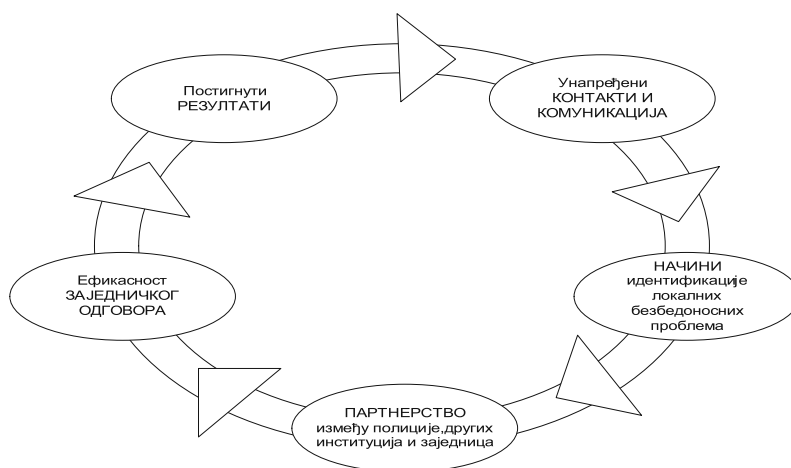 Постигнути
РЕЗУЛТАТИ
Унапређени
КОНТАКТИ И
КОМУНИКАЦИЈА
НАЧИНИ
идентификације
локалних
безбедоносних
проблема
ПАРТНЕРСТВО
између полиције,других
институција и заједница
Ефикасност
ЗАЈЕДНИЧКОГ
ОДГОВОРА